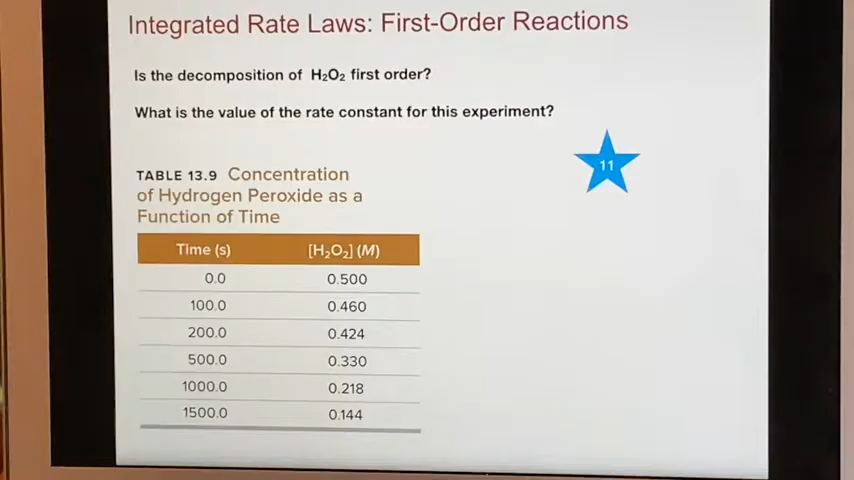 Integrated Rate Laws: First-Order Reactions
Is the decomposition of H₂O₂ first order?
What is the value of the rate constant for this experiment?
11
TABLE 13.9 Concentration
of Hydrogen Peroxide as a
Function of Time
Time (s) [H₂O₂] (M)
0.0 0.500
100.0 0.460
200.0 0.424
500.0 0.330
1000.0 0.218
1500.0 0.144